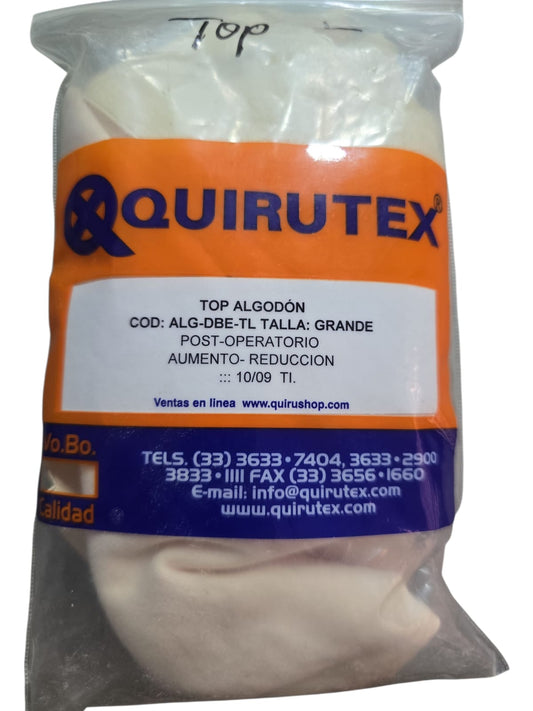 Top -
QUIRUTEX®
TOP ALGODÓN
COD: ALG-DBE-TL TALLA: GRANDE
POST-OPERATORIO
AUMENTO- REDUCCION
::: 10/09 TI.
Ventas en linea www.quirushop.com
Vo.Bo.
Calidad
TELS. (33) 3633•7404, 3633•2900
3833•1111 FAX (33) 3656•1660
E-mail: info@quirutex.com
www.quirutex.com